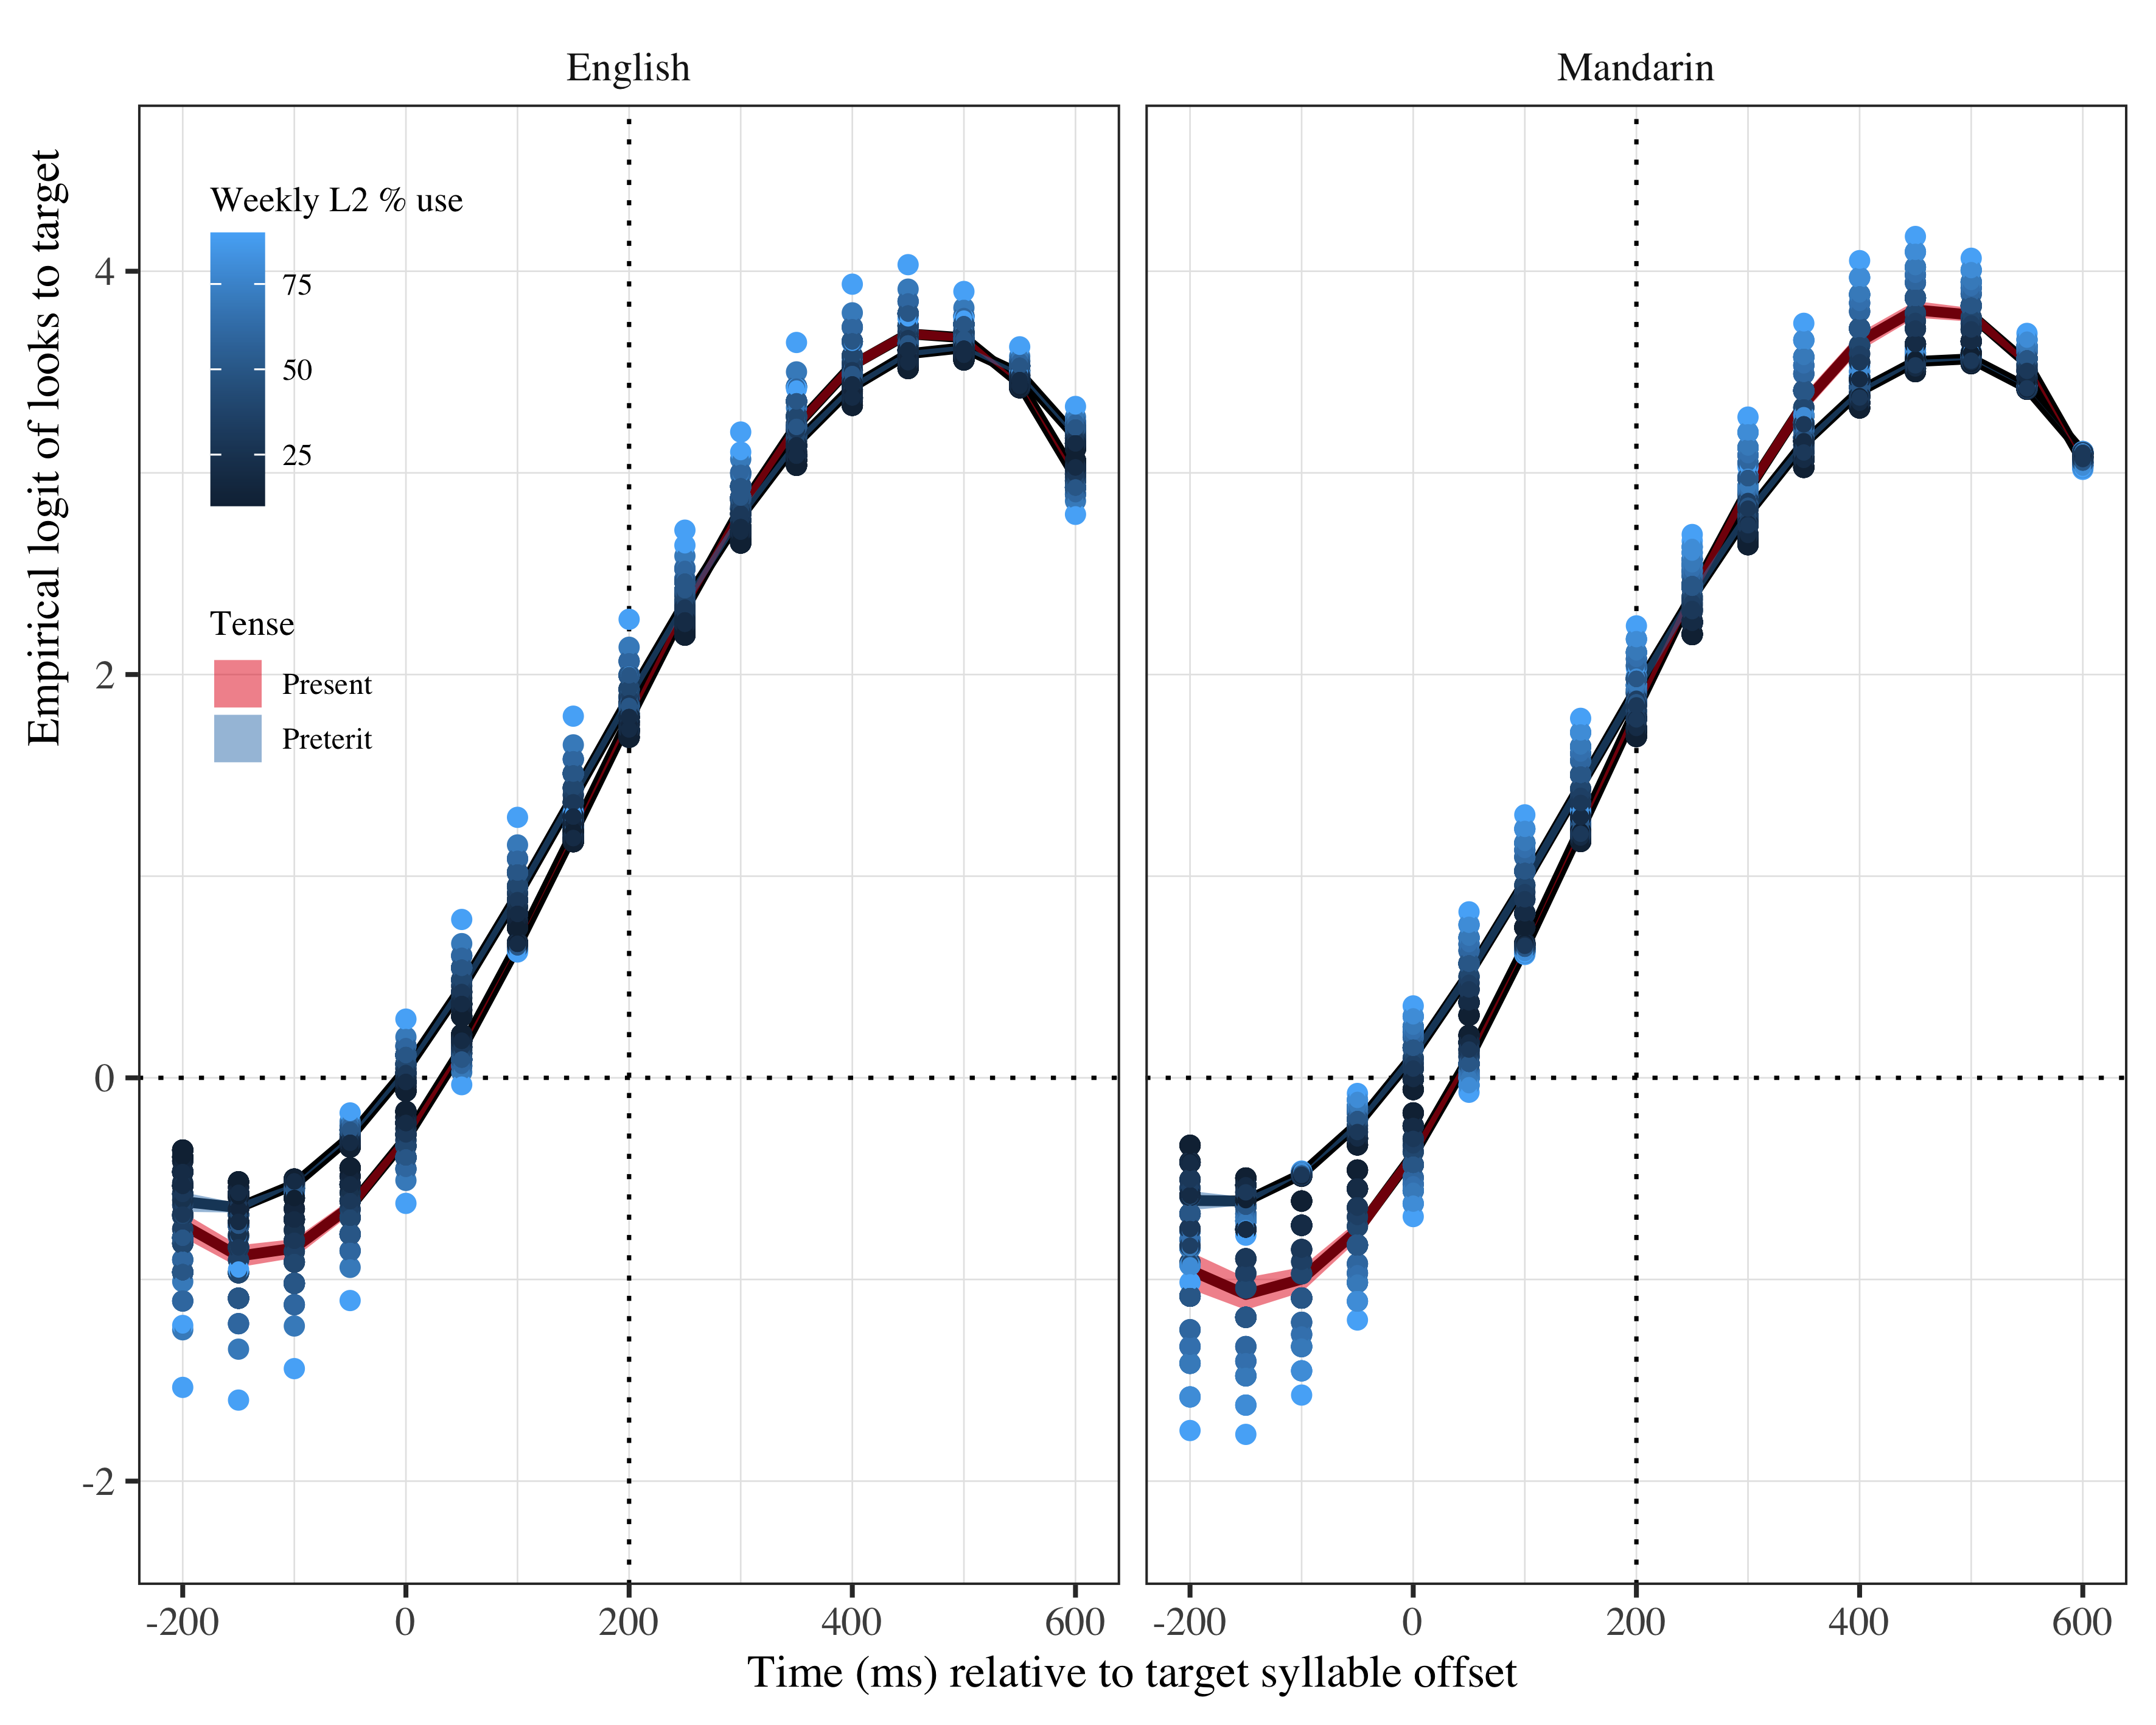 English
Mandarin
Empirical logit of looks to target
4
2
0
-2
Weekly L2 % use
75
50
25
Tense
Present
Preterit
-200 0 200 400 600
-200 0 200 400 600
Time (ms) relative to target syllable offset